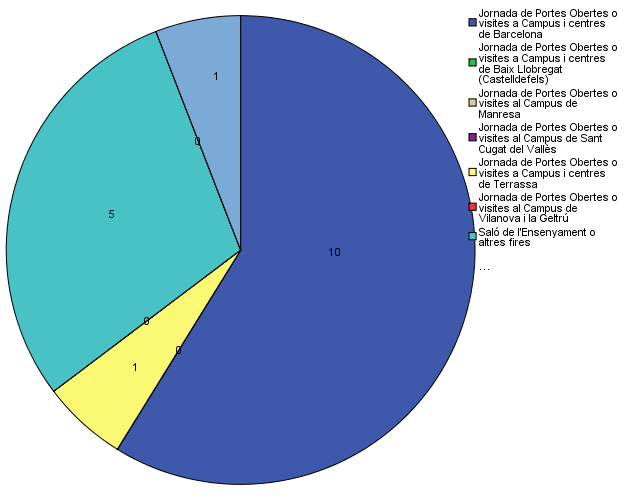 Jornada de Portes Obertes o
visites a Campus i centres
de Barcelona
Jornada de Portes Obertes o
visites a Campus i centres
de Baix Llobregat
(Castelldefels)
Jornada de Portes Obertes o
visites al Campus de
Manresa
Jornada de Portes Obertes o
visites al Campus de Sant
Cugat del Vallès
Jornada de Portes Obertes o
visites a Campus i centres
de Terrassa
Jornada de Portes Obertes o
visites al Campus de
Vilanova i la Geltrú
Saló de l'Ensenyament o
altres fires
...
1
0
5
10
0
0
1